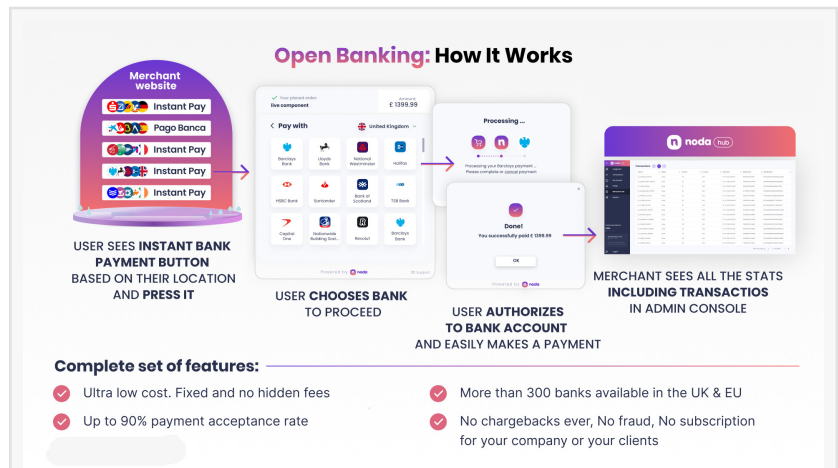 Open Banking: How It Works
Merchant
website
Instant Pay
Pago Banca
Instant Pay
Instant Pay
Instant Pay
USER SEES INSTANT BANK
PAYMENT BUTTON
BASED ON THEIR LOCATION
AND PRESS IT
Your planet order
live component
Amount
£ 1399.99
Pay with
United Kingdom
Barclays
Bank
Lloyds
Bank
National
Westminster
Halifax
HSBC Bank
Santander
Bank of
Scotland
TSB Bank
Capital
One
Nationwide
Building Soci...
Revolut
Barclays
Bank
Powered by noda
Support
USER CHOOSES BANK
TO PROCEED
Processing ...
Processing your Barclays payment ...
Please complete or cancel payment
Done!
You successfully paid £ 1399.99
OK
Powered by noda
USER AUTHORIZES
TO BANK ACCOUNT
AND EASILY MAKES A PAYMENT
noda hub
MERCHANT SEES ALL THE STATS
INCLUDING TRANSACTIOS
IN ADMIN CONSOLE
Complete set of features:
Ultra low cost. Fixed and no hidden fees
Up to 90% payment acceptance rate
More than 300 banks available in the UK & EU
No chargebacks ever, No fraud, No subscription
for your company or your clients